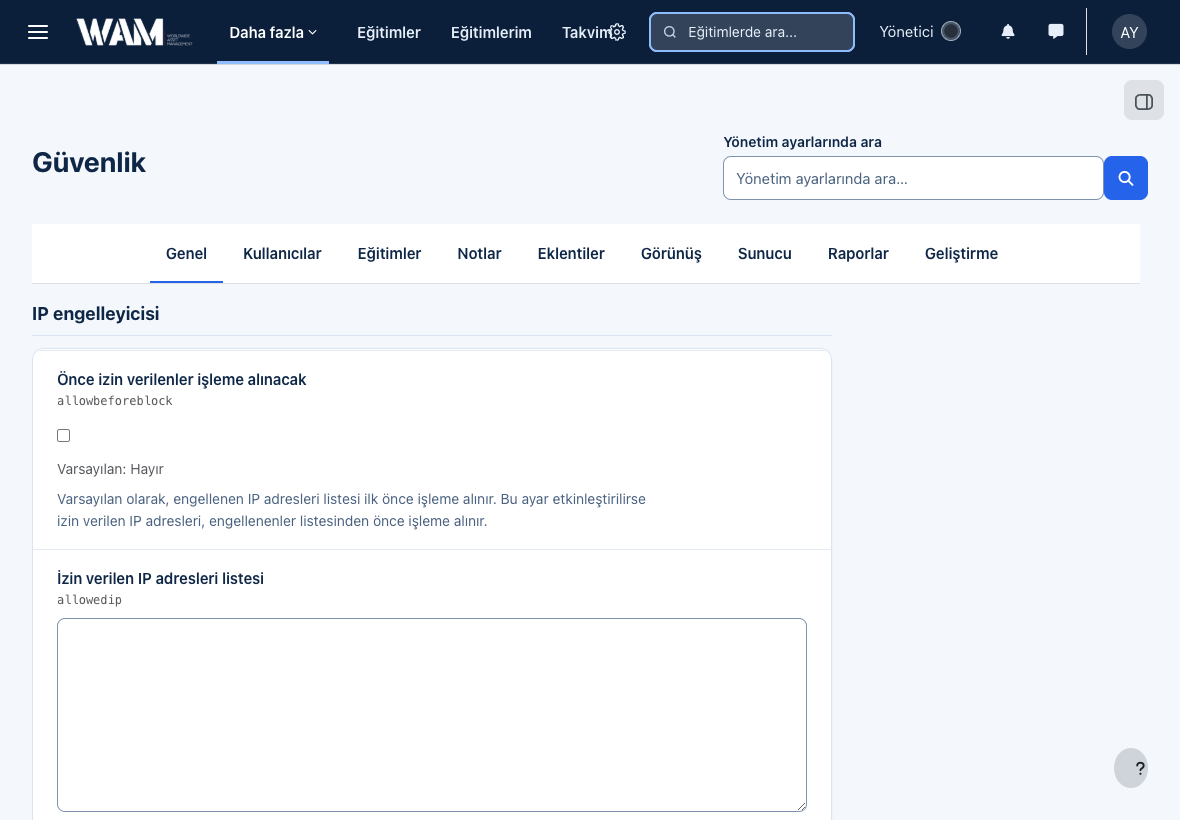 WAM
WORLDWIDE
ASSET
MANAGEMENT
Daha fazla
Eğitimler
Eğitimlerim
Takvim
Eğitimlerde ara...
Yönetici
AY
Güvenlik
Yönetim ayarlarında ara
Yönetim ayarlarında ara...
Genel
Kullanıcılar
Eğitimler
Notlar
Eklentiler
Görünüş
Sunucu
Raporlar
Geliştirme
IP engelleyicisi
Önce izin verilenler işleme alınacak
allowbeforeblock
Varsayılan: Hayır
Varsayılan olarak, engellenen IP adresleri listesi ilk önce işleme alınır. Bu ayar etkinleştirilirse
izin verilen IP adresleri, engellenenler listesinden önce işleme alınır.
İzin verilen IP adresleri listesi
allowedip
?